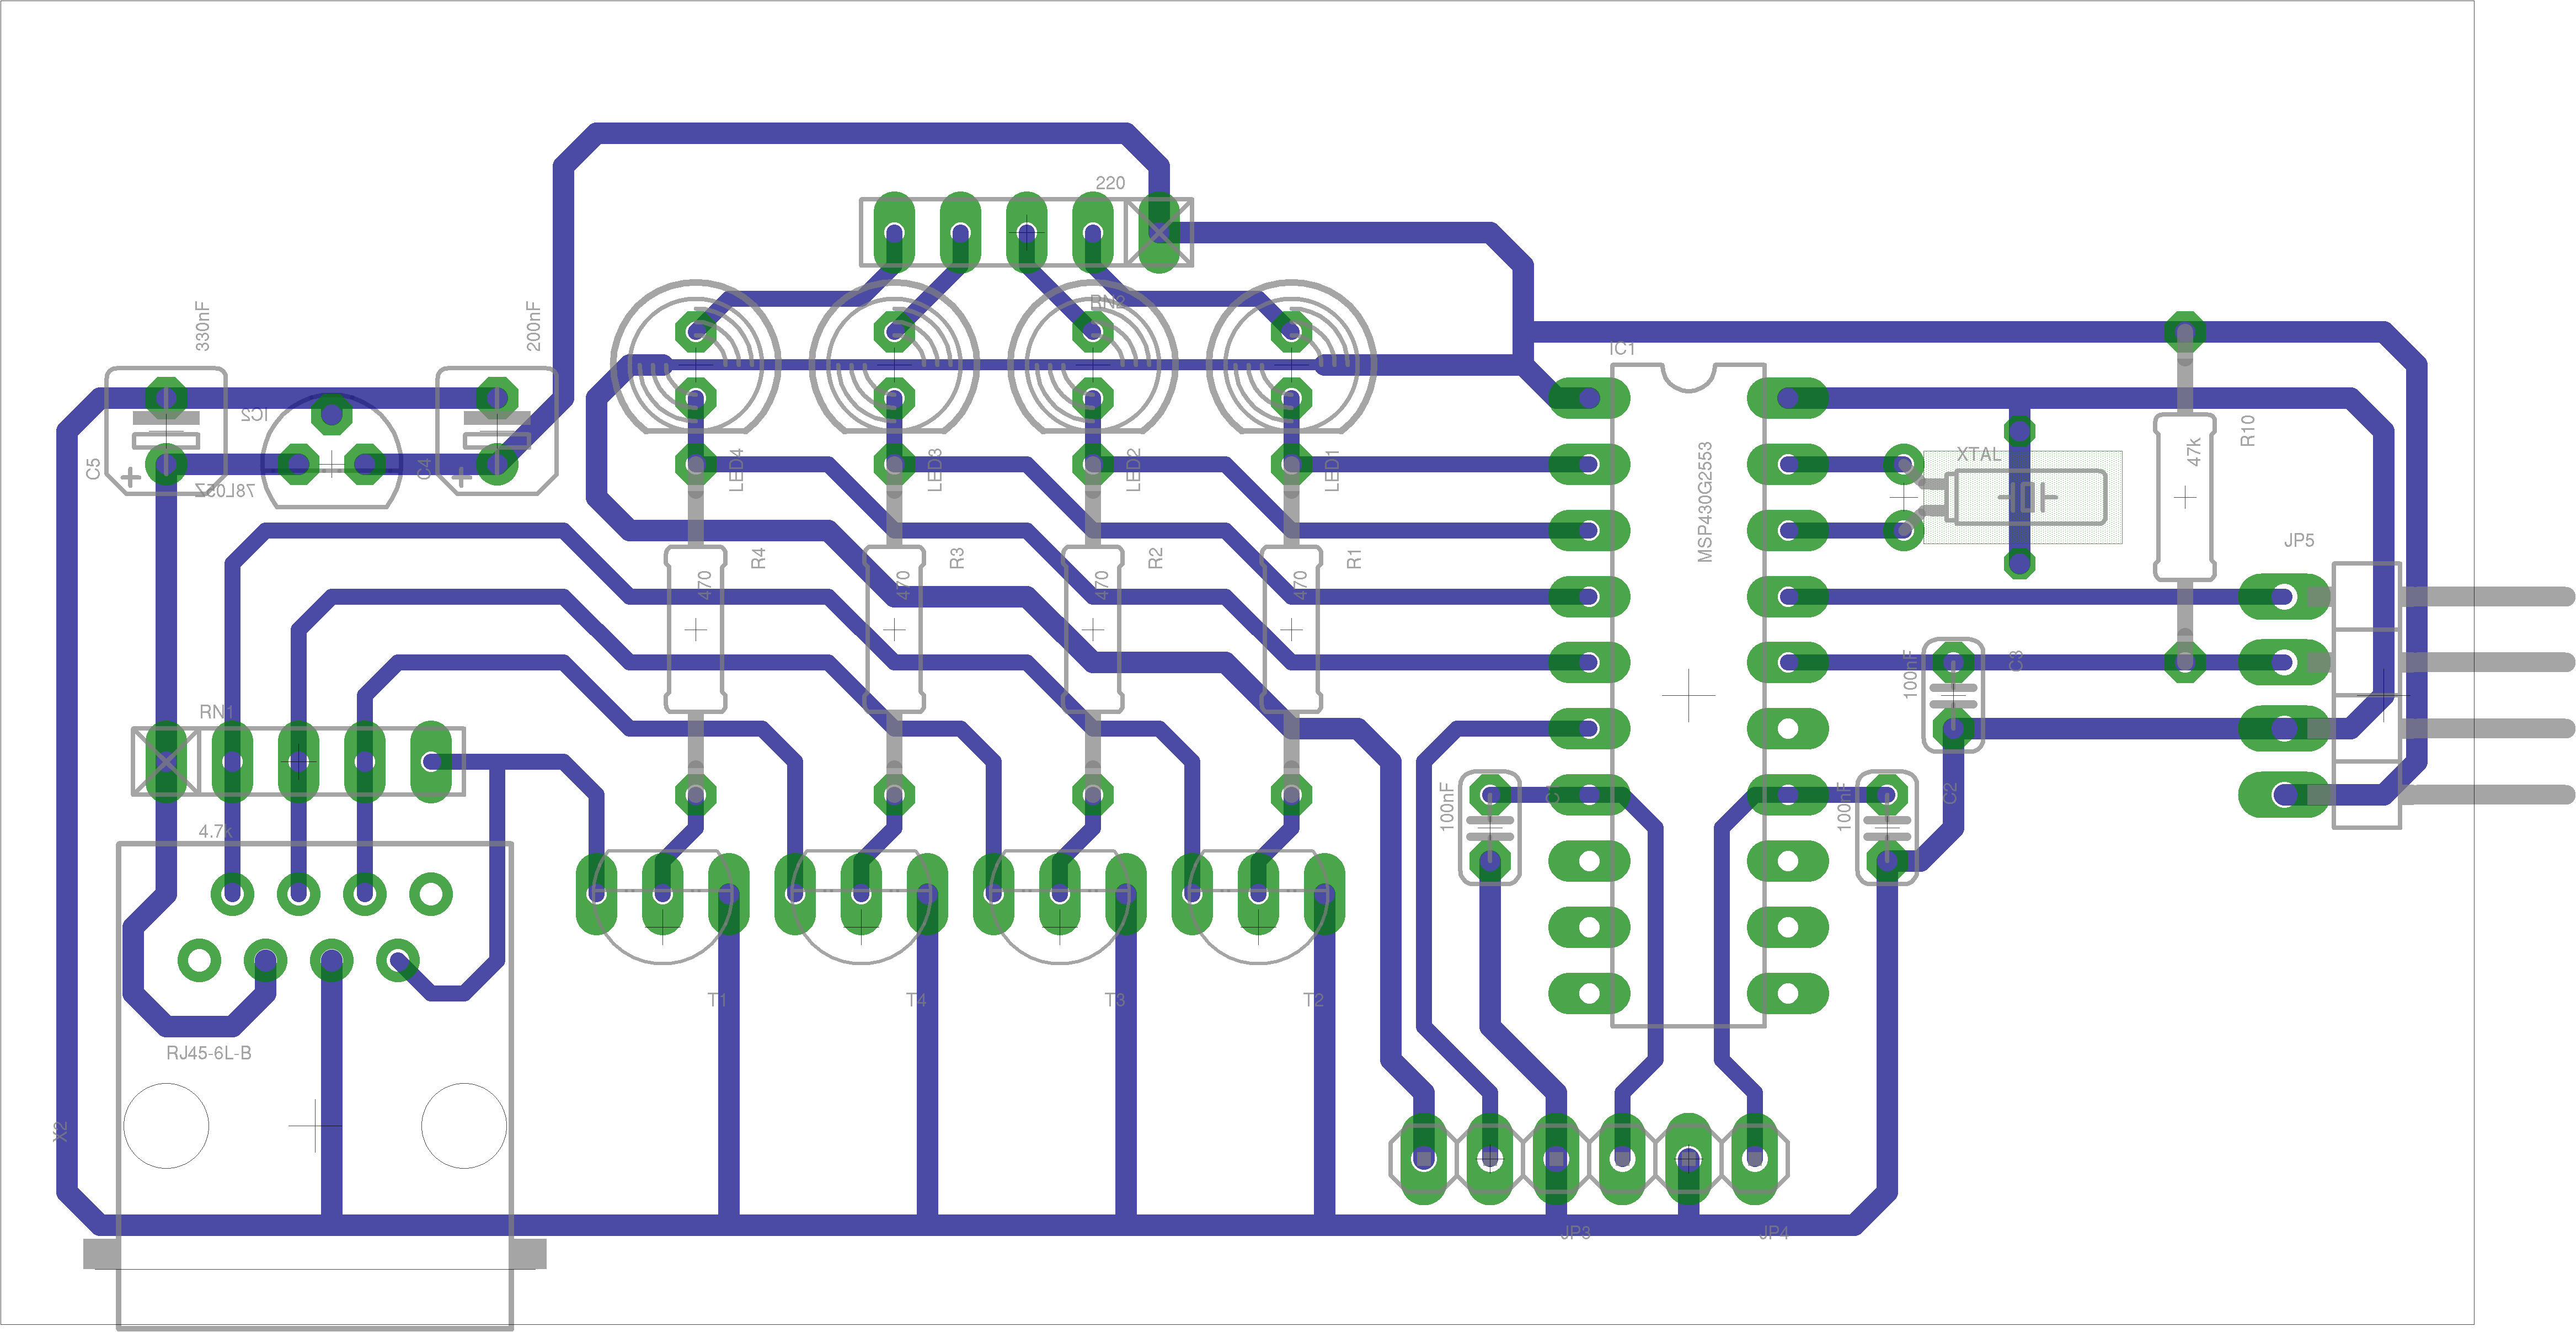 220
RN2
330nF
200nF
IC1
LED4
LED3
LED2
LED1
MSP430G2553
XTAL
47k
R10
C5
IC2
78L05Z
C4
JP5
R4
470
R3
470
R2
470
R1
470
100nF
C3
RN1
4.7k
100nF
C1
100nF
C2
T1
T4
T3
T2
RJ45-6L-B
X2
JP3
JP4